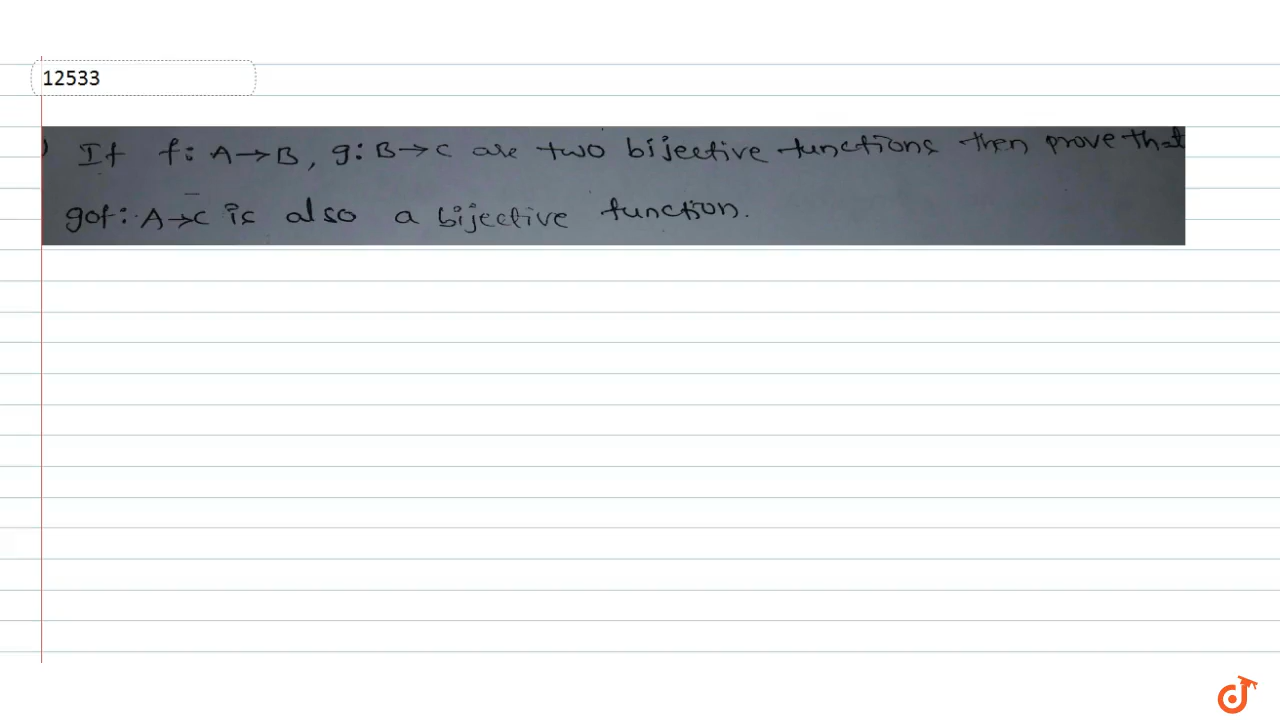 12533
) If f: A→B, g: B→C are two bijective functions then prove that
gof: A→C is also a bijective function.